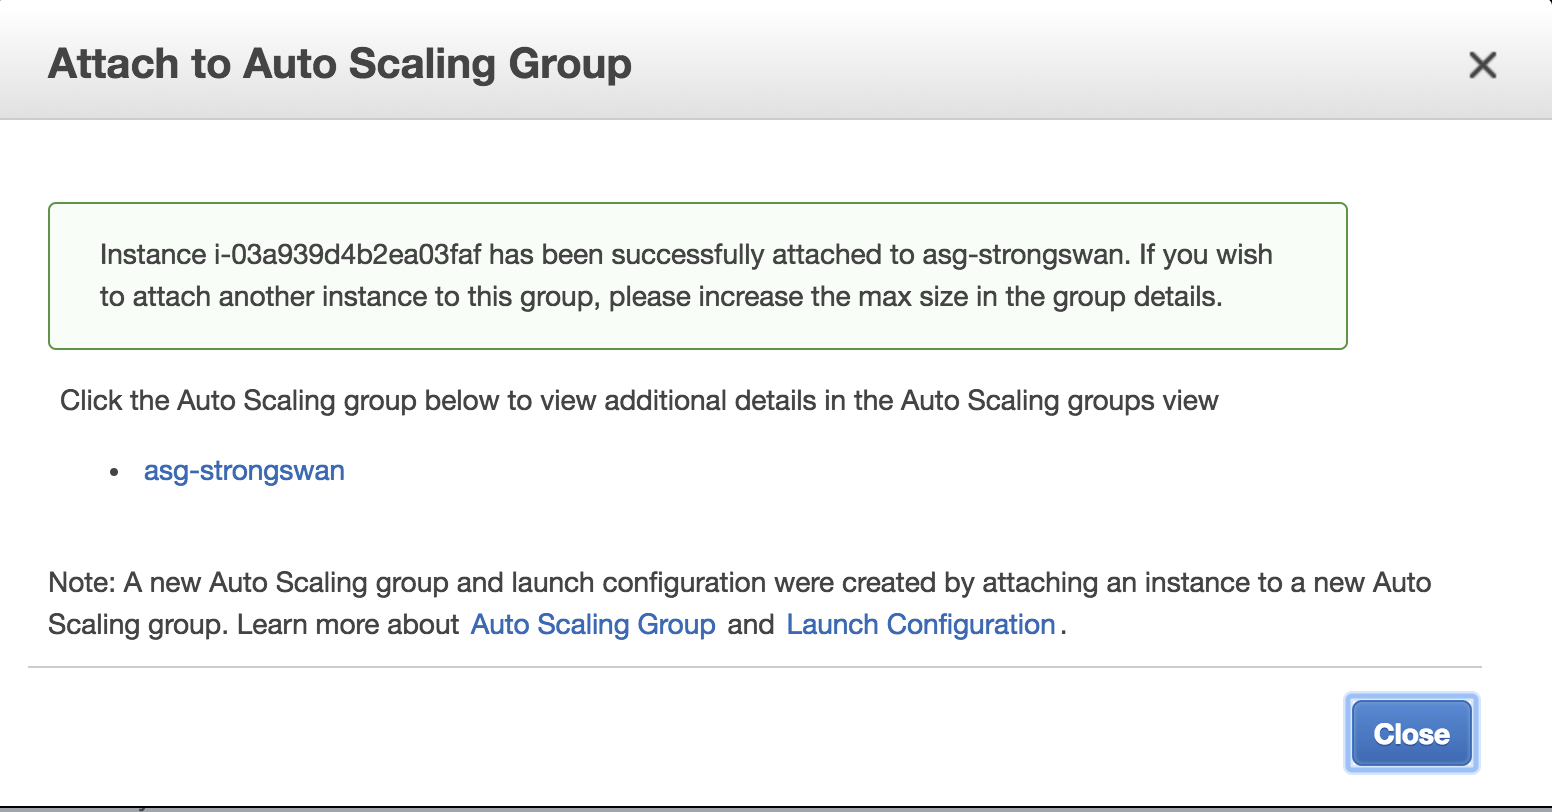 Attach to Auto Scaling Group
Instance i-03a939d4b2ea03faf has been successfully attached to asg-strongswan. If you wish
to attach another instance to this group, please increase the max size in the group details.
Click the Auto Scaling group below to view additional details in the Auto Scaling groups view
• asg-strongswan
Note: A new Auto Scaling group and launch configuration were created by attaching an instance to a new Auto
Scaling group. Learn more about Auto Scaling Group and Launch Configuration.
Close